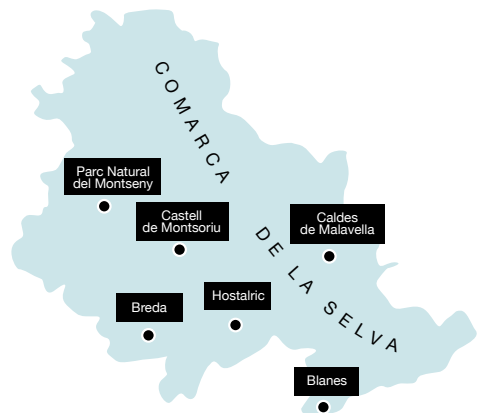 COMARCA
DE LA SELVA
Parc Natural
del Montseny
Castell
de Montsoriu
Caldes
de Malavella
Hostalric
Breda
Blanes